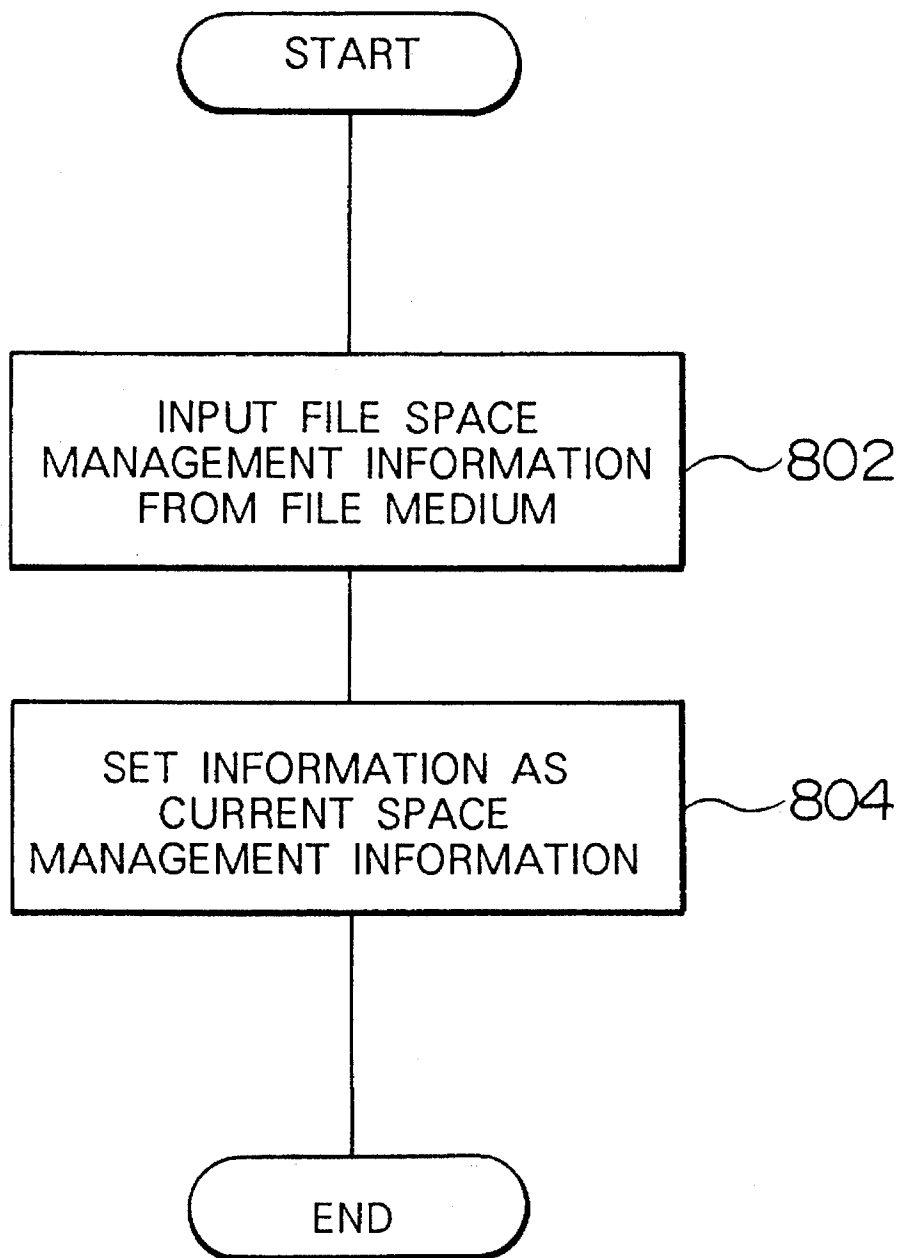 START
INPUT FILE SPACE
MANAGEMENT INFORMATION
FROM FILE MEDIUM
802
SET INFORMATION AS
CURRENT SPACE
MANAGEMENT INFORMATION
804
END